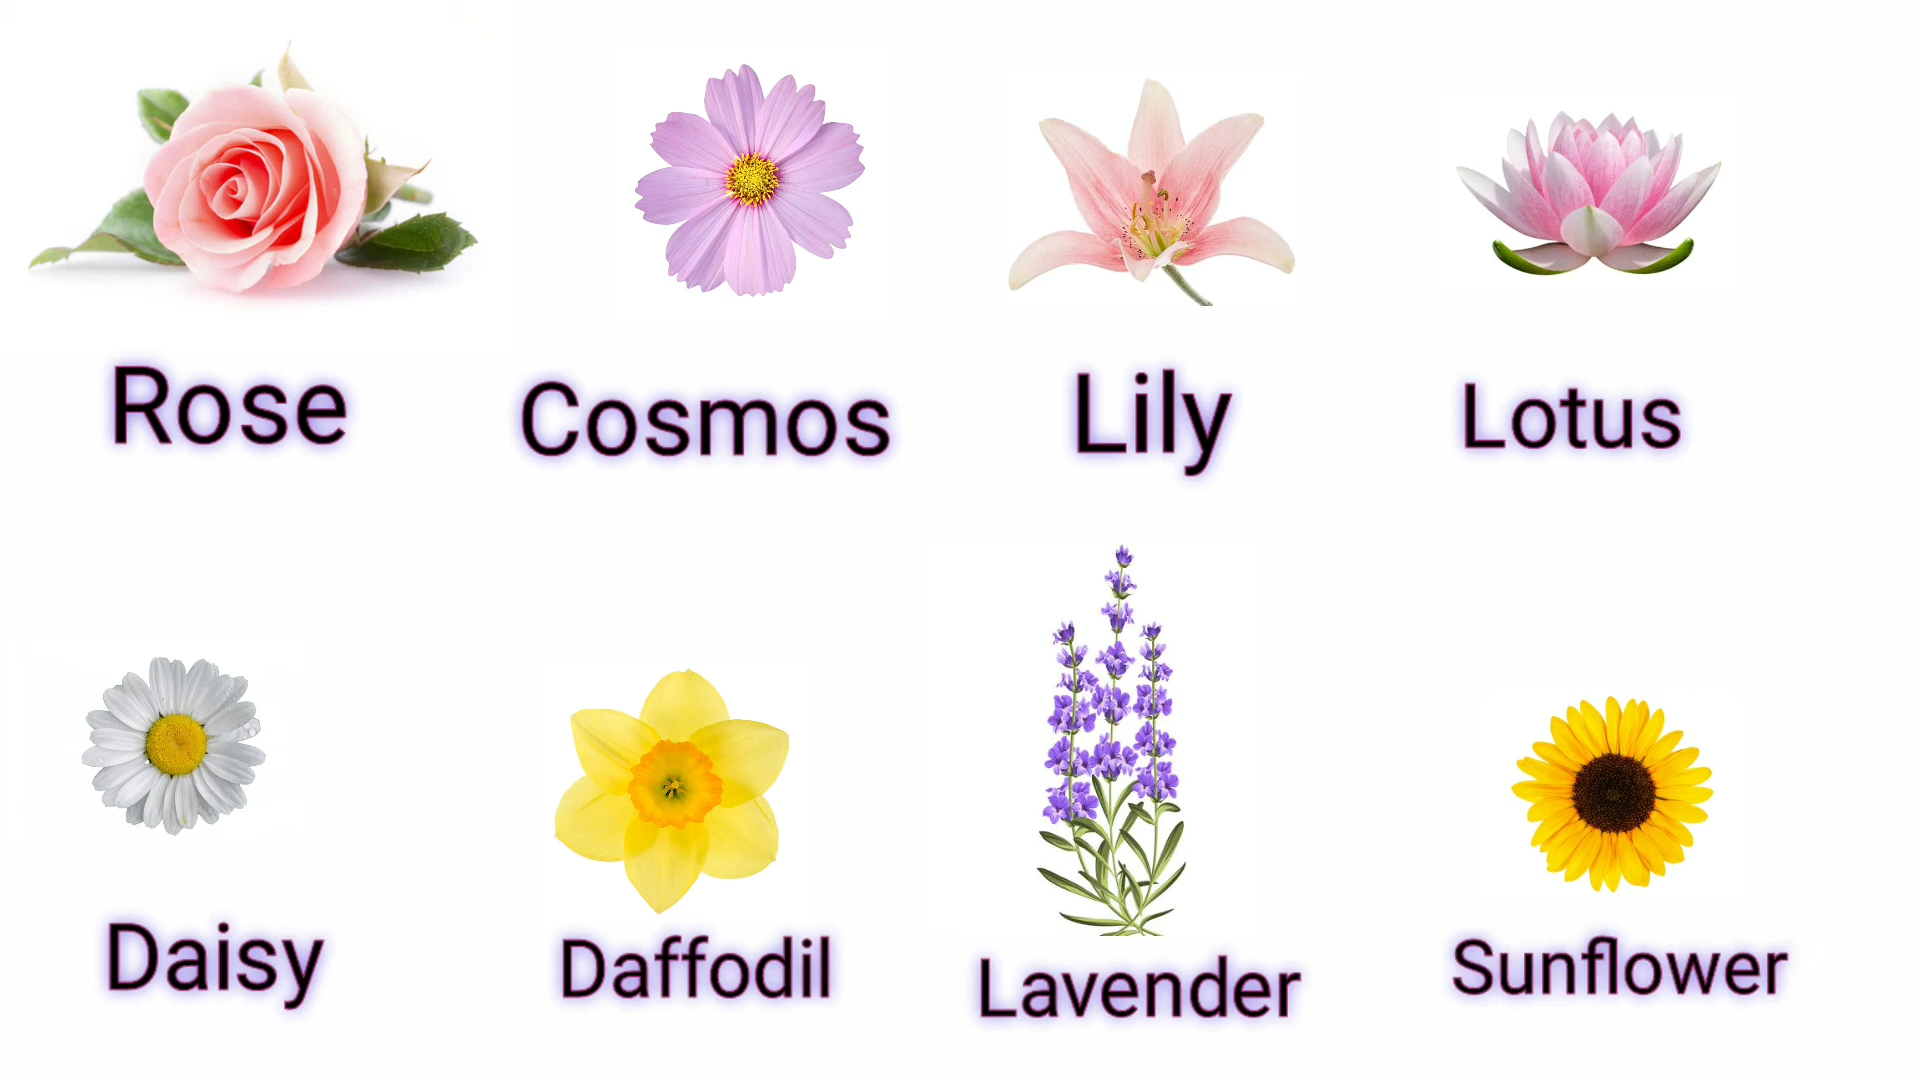 Rose
Cosmos
Lily
Lotus
Daisy
Daffodil
Lavender
Sunflower